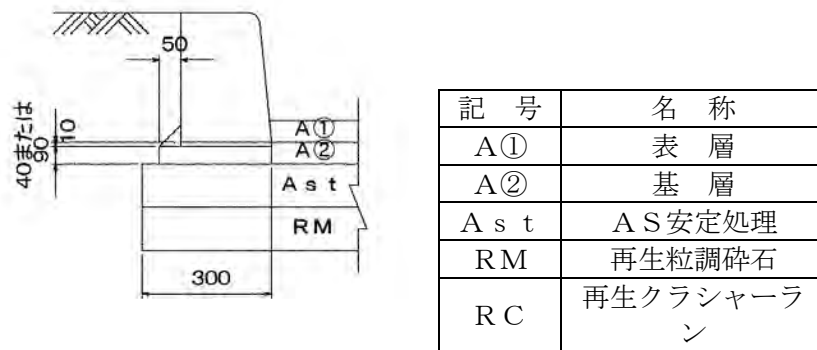 50
A①
A②
10
40または
90
Ast
RM
300
記 号 名 称
A① 表 層
A② 基 層
Ast AS安定処理
RM 再生粒調砕石
RC 再生クラシャーラ
ン